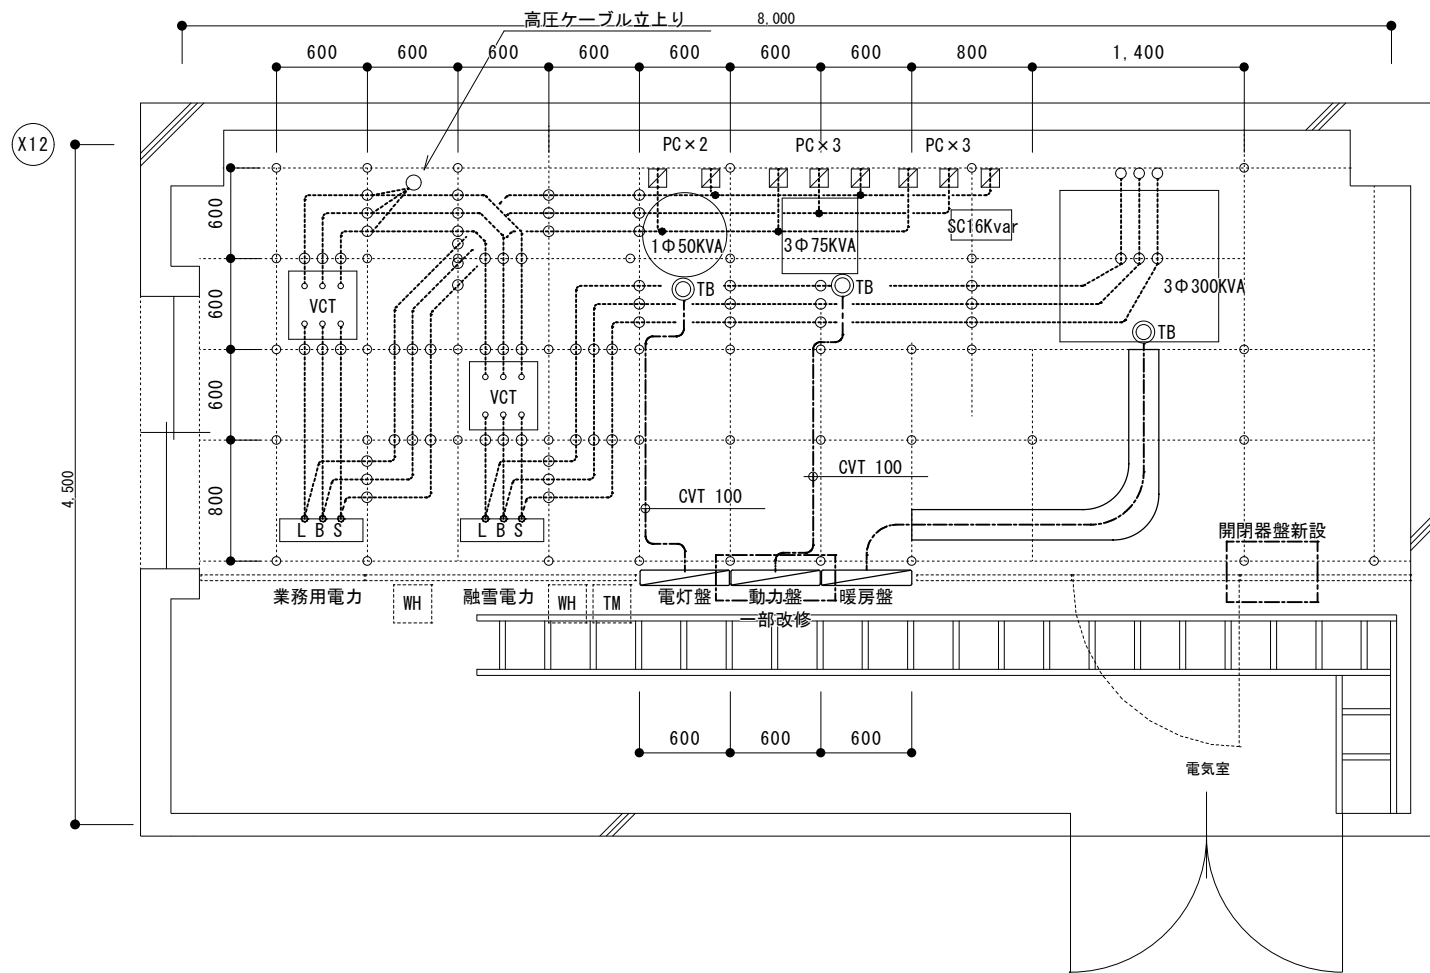 高圧ケーブル立上り
8,000
600
600
600
600
600
600
600
800
1,400
X12
PC×2
PC×3
PC×3
600
SC16Kvar
1Φ50KVA
3Φ75KVA
600
VCT
TB
TB
3Φ300KVA
TB
600
VCT
4,500
800
CVT 100
CVT 100
L B S
L B S
開閉器盤新設
業務用電力
WH
融雪電力
WH
TM
電灯盤
動力盤
暖房盤
一部改修
600
600
600
電気室